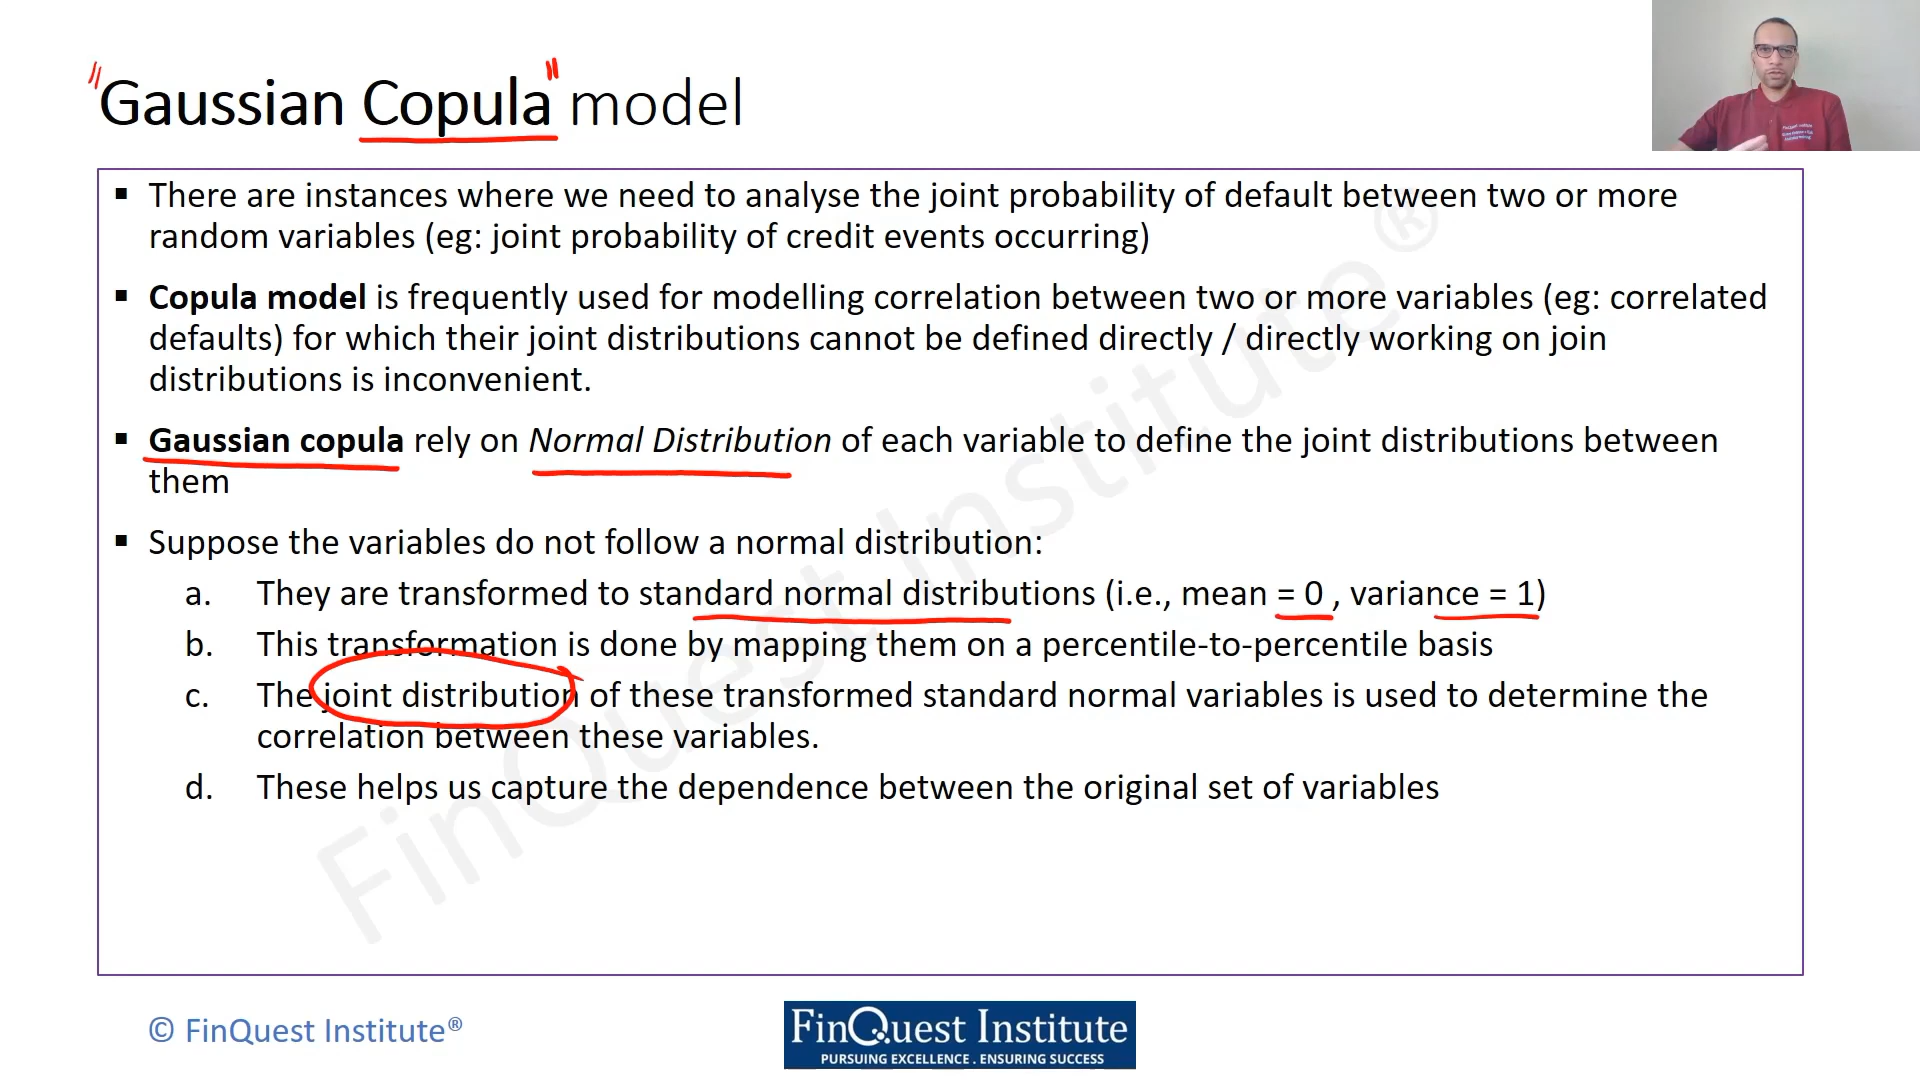 "Gaussian Copula" model
▪ There are instances where we need to analyse the joint probability of default between two or more
random variables (eg: joint probability of credit events occurring)
▪ Copula model is frequently used for modelling correlation between two or more variables (eg: correlated
defaults) for which their joint distributions cannot be defined directly / directly working on join
distributions is inconvenient.
▪ Gaussian copula rely on Normal Distribution of each variable to define the joint distributions between
them
▪ Suppose the variables do not follow a normal distribution:
a. They are transformed to standard normal distributions (i.e., mean = 0 , variance = 1)
b. This transformation is done by mapping them on a percentile-to-percentile basis
c. The joint distribution of these transformed standard normal variables is used to determine the
correlation between these variables.
d. These helps us capture the dependence between the original set of variables
FinQuest Institute®
© FinQuest Institute®
FinQuest Institute
PURSUING EXCELLENCE . ENSURING SUCCESS